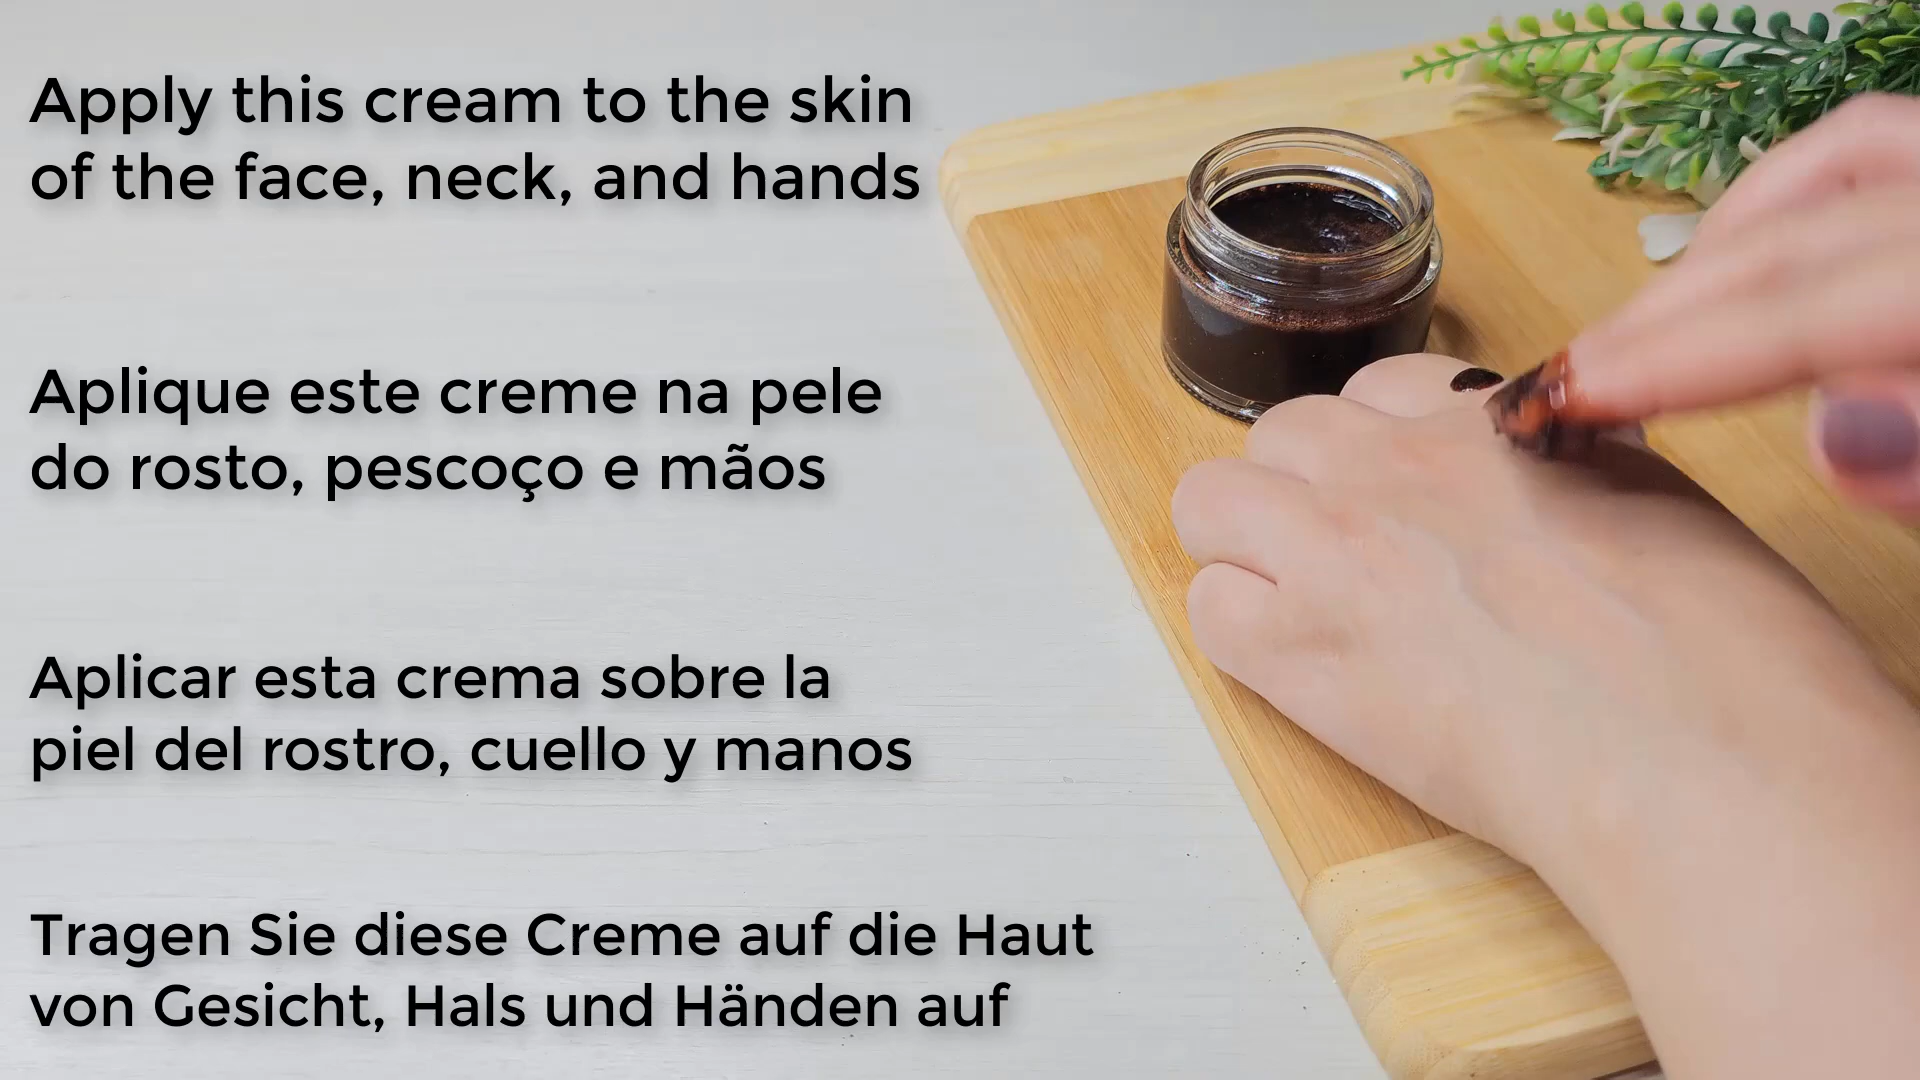 Apply this cream to the skin
of the face, neck, and hands
Aplique este creme na pele
do rosto, pescoço e mãos
Aplicar esta crema sobre la
piel del rostro, cuello y manos
Tragen Sie diese Creme auf die Haut
von Gesicht, Hals und Händen auf